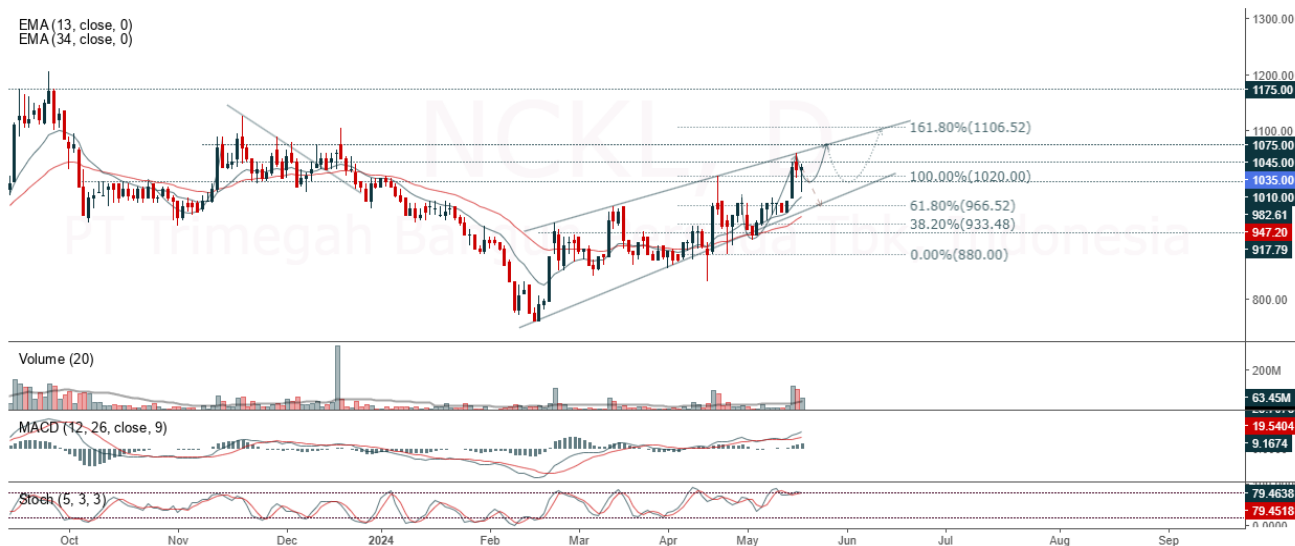 EMA (13, close, 0)
EMA (34, close, 0)
1300.00
1200.00
1175.00
1100.00
161.80%(1106.52)
1075.00
1045.00
100.00%(1020.00)
1035.00
1010.00
61.80%(966.52)
982.61
38.20%(933.48)
947.20
917.79
0.00%(880.00)
800.00
NCKL, D
PT Trimegah Ba Tbk Indonesia
Volume (20)
200M
63.45M
MACD (12, 26, close, 9)
19.5404
9.1674
Stoch (5, 3, 3)
79.4638
79.4518
0.0000
Oct Nov Dec 2024 Feb Mar Apr May Jun Jul Aug Sep